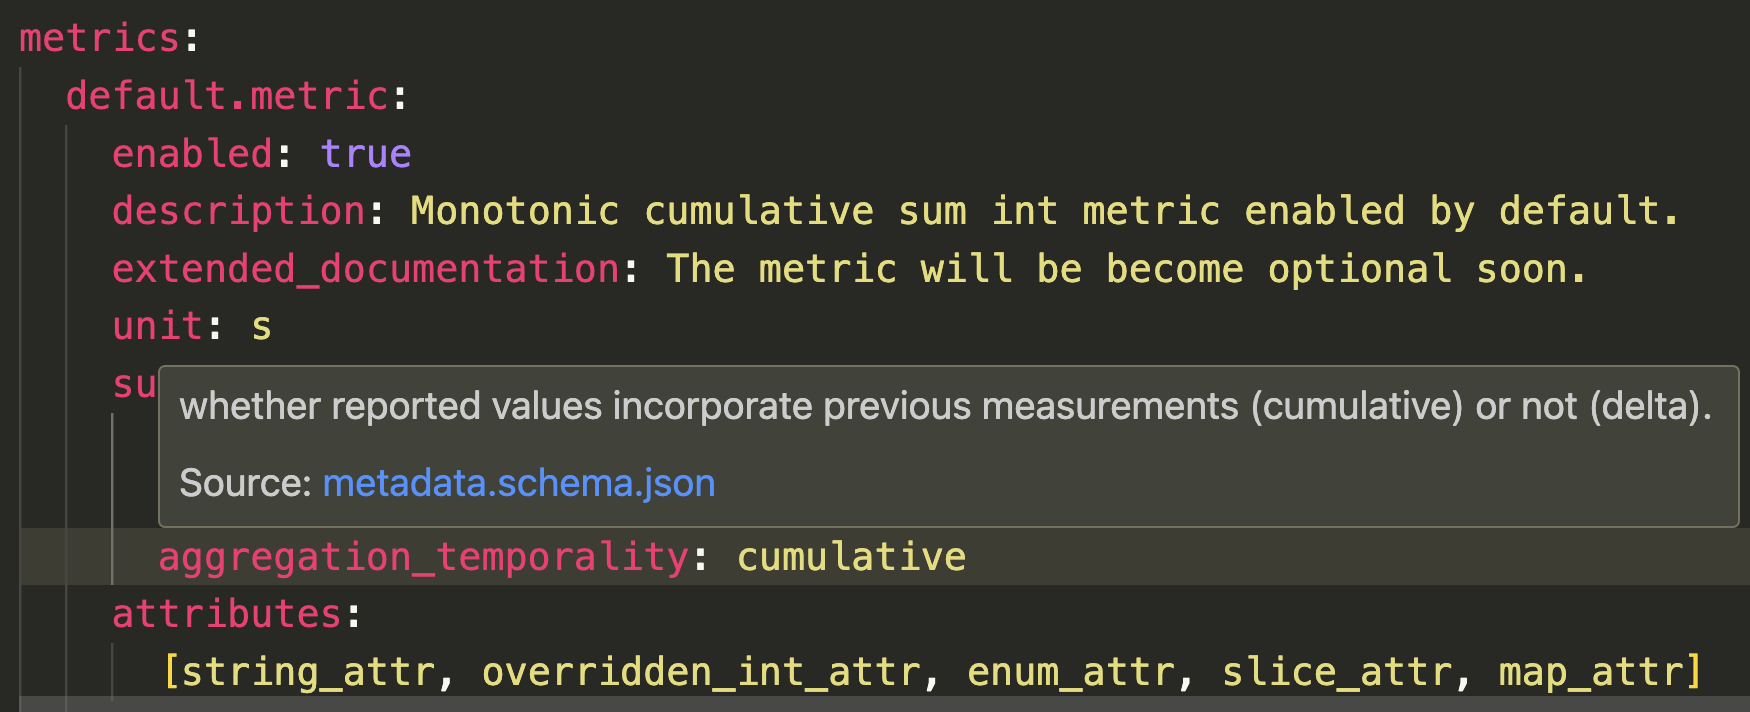 metrics:
default.metric:
enabled: true
description: Monotonic cumulative sum int metric enabled by default.
extended_documentation: The metric will be become optional soon.
unit: s
su
whether reported values incorporate previous measurements (cumulative) or not (delta).
Source: metadata.schema.json
aggregation_temporality: cumulative
attributes:
[string_attr, overridden_int_attr, enum_attr, slice_attr, map_attr]